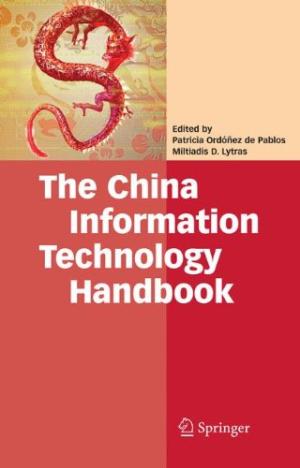 Edited by
Patricia Ordóñez de Pablos
Miltiadis D. Lytras
The China
Information
Technology
Handbook
Springer